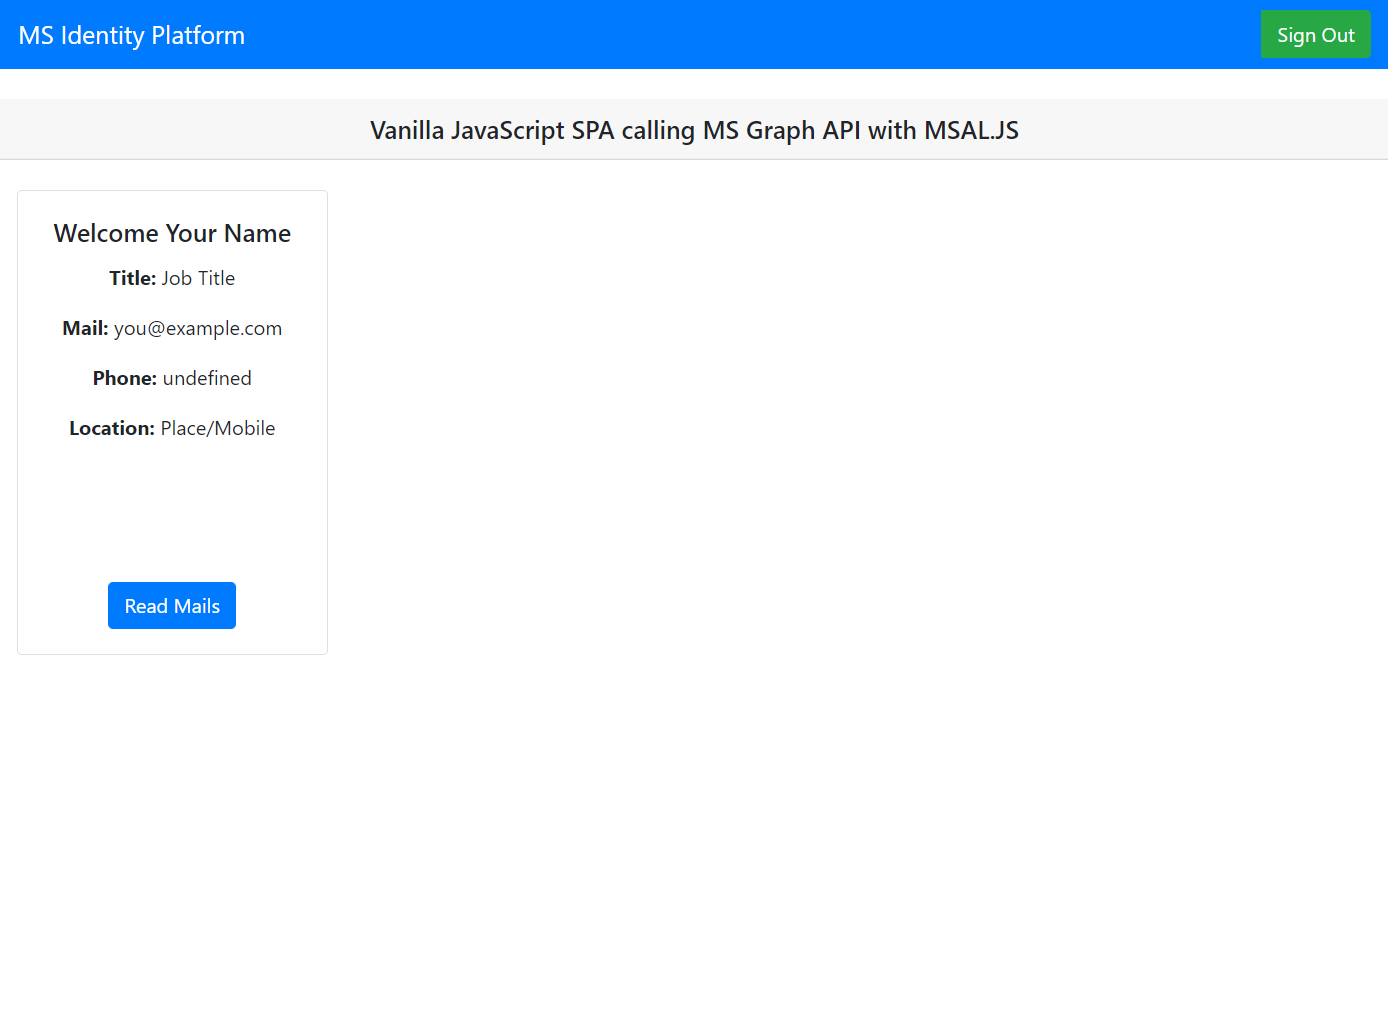 MS Identity Platform
Sign Out
Vanilla JavaScript SPA calling MS Graph API with MSAL.JS
Welcome Your Name
Title: Job Title
Mail: you@example.com
Phone: undefined
Location: Place/Mobile
Read Mails